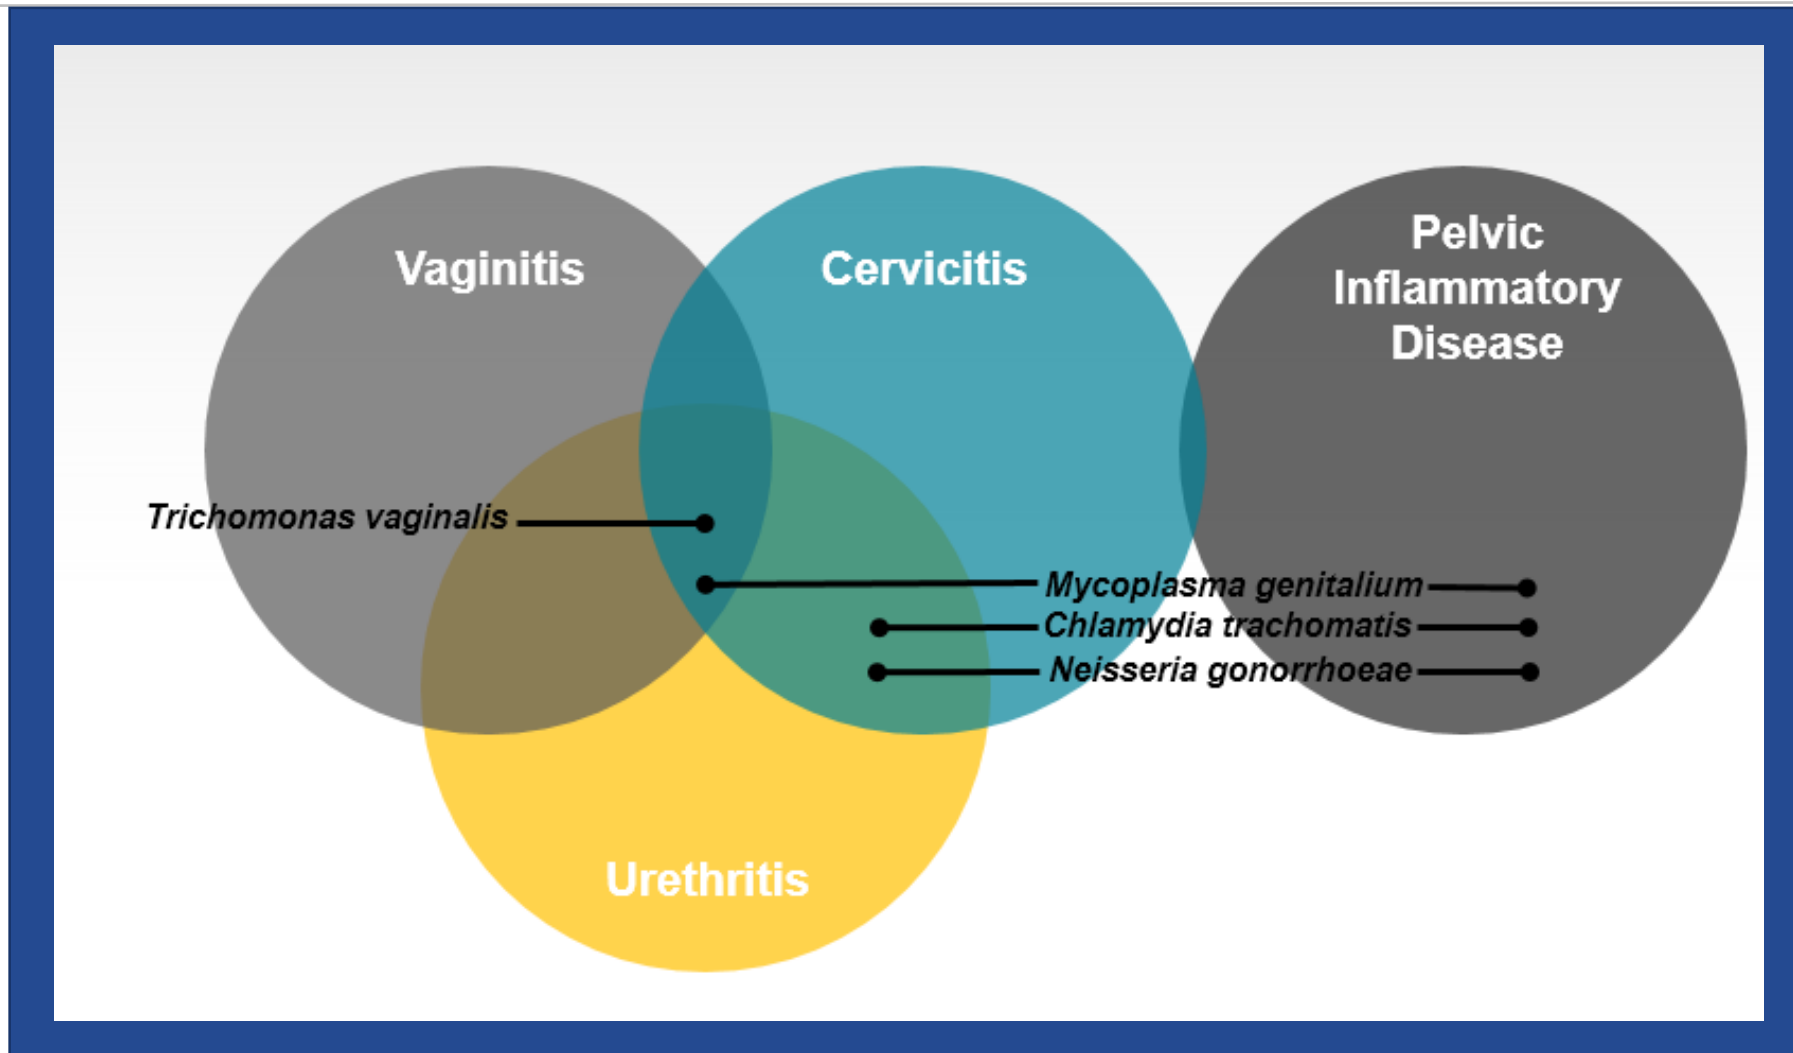 Vaginitis
Cervicitis
Pelvic
Inflammatory
Disease
Trichomonas vaginalis
Mycoplasma genitalium
Chlamydia trachomatis
Neisseria gonorrhoeae
Urethritis